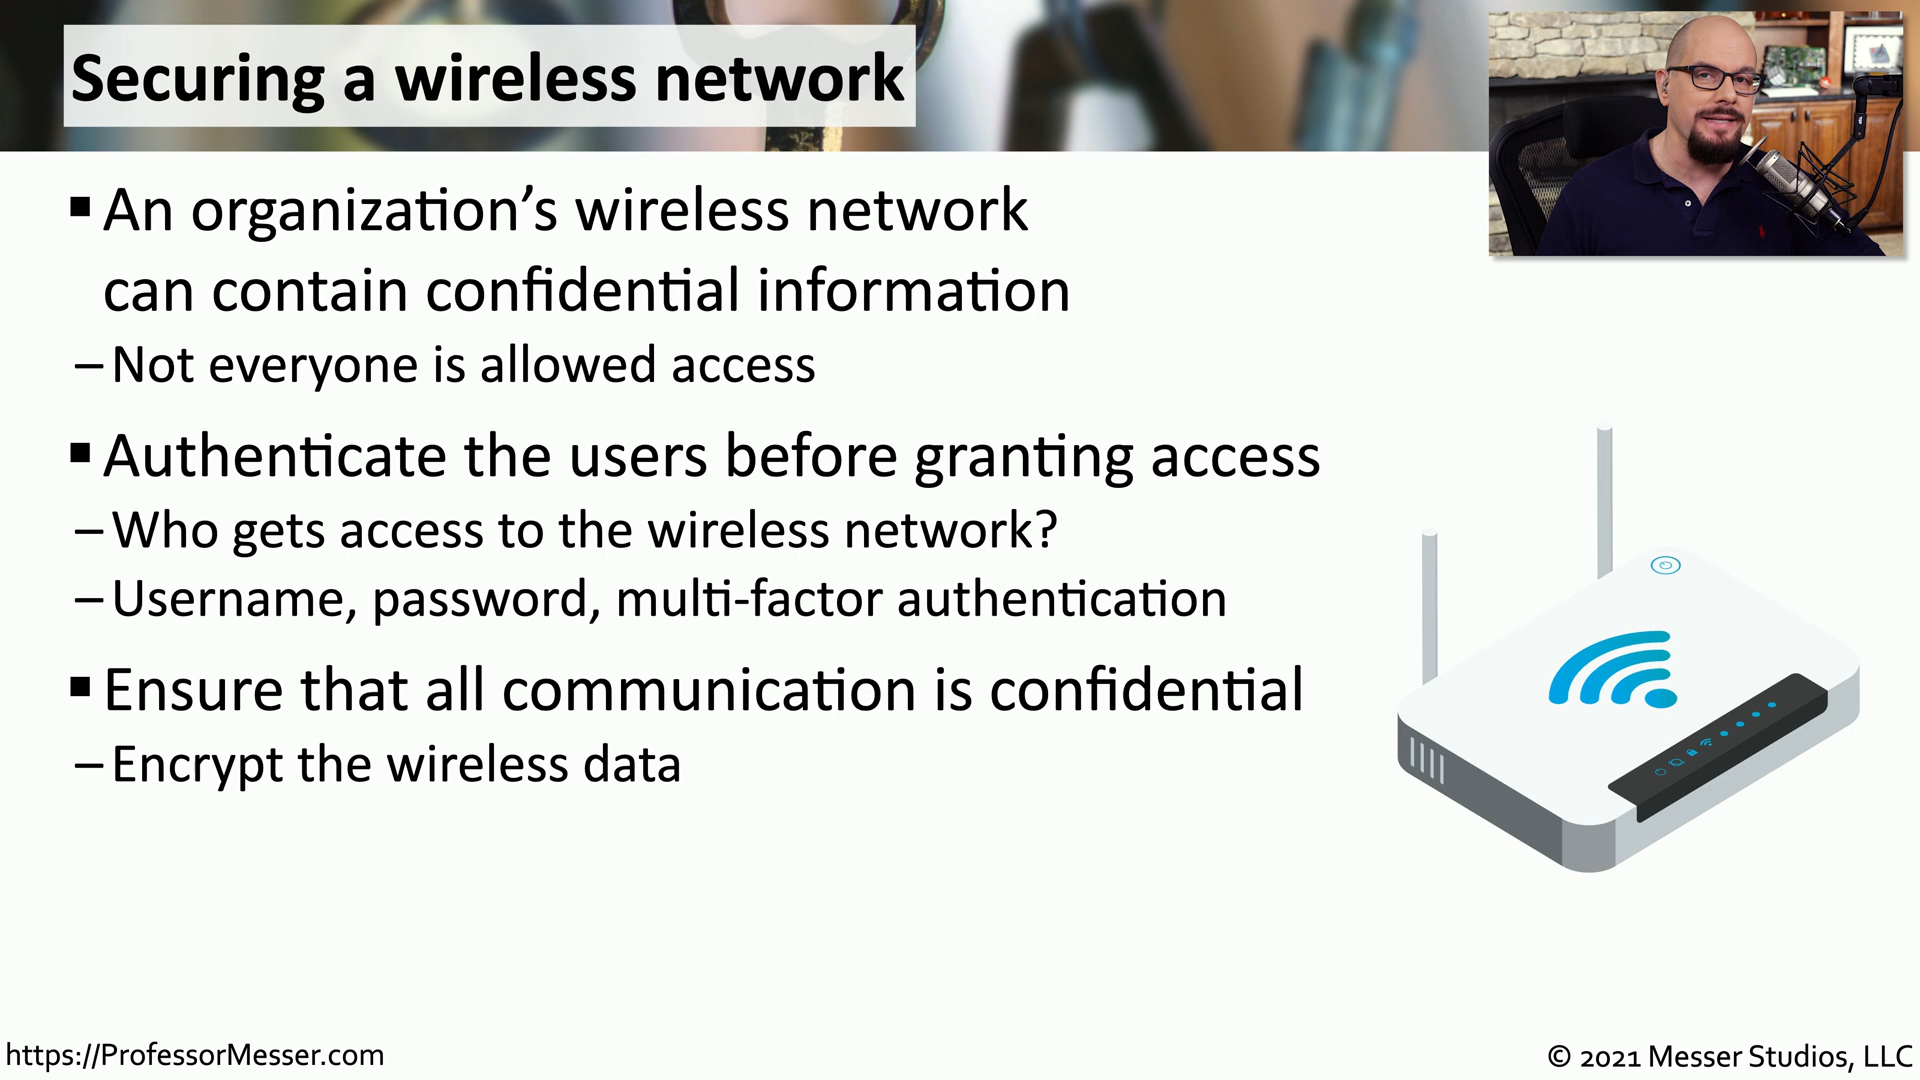 Securing a wireless network
▪ An organization’s wireless network
can contain confidential information
– Not everyone is allowed access
▪ Authenticate the users before granting access
– Who gets access to the wireless network?
– Username, password, multi-factor authentication
▪ Ensure that all communication is confidential
– Encrypt the wireless data
https://ProfessorMesser.com
© 2021 Messer Studios, LLC